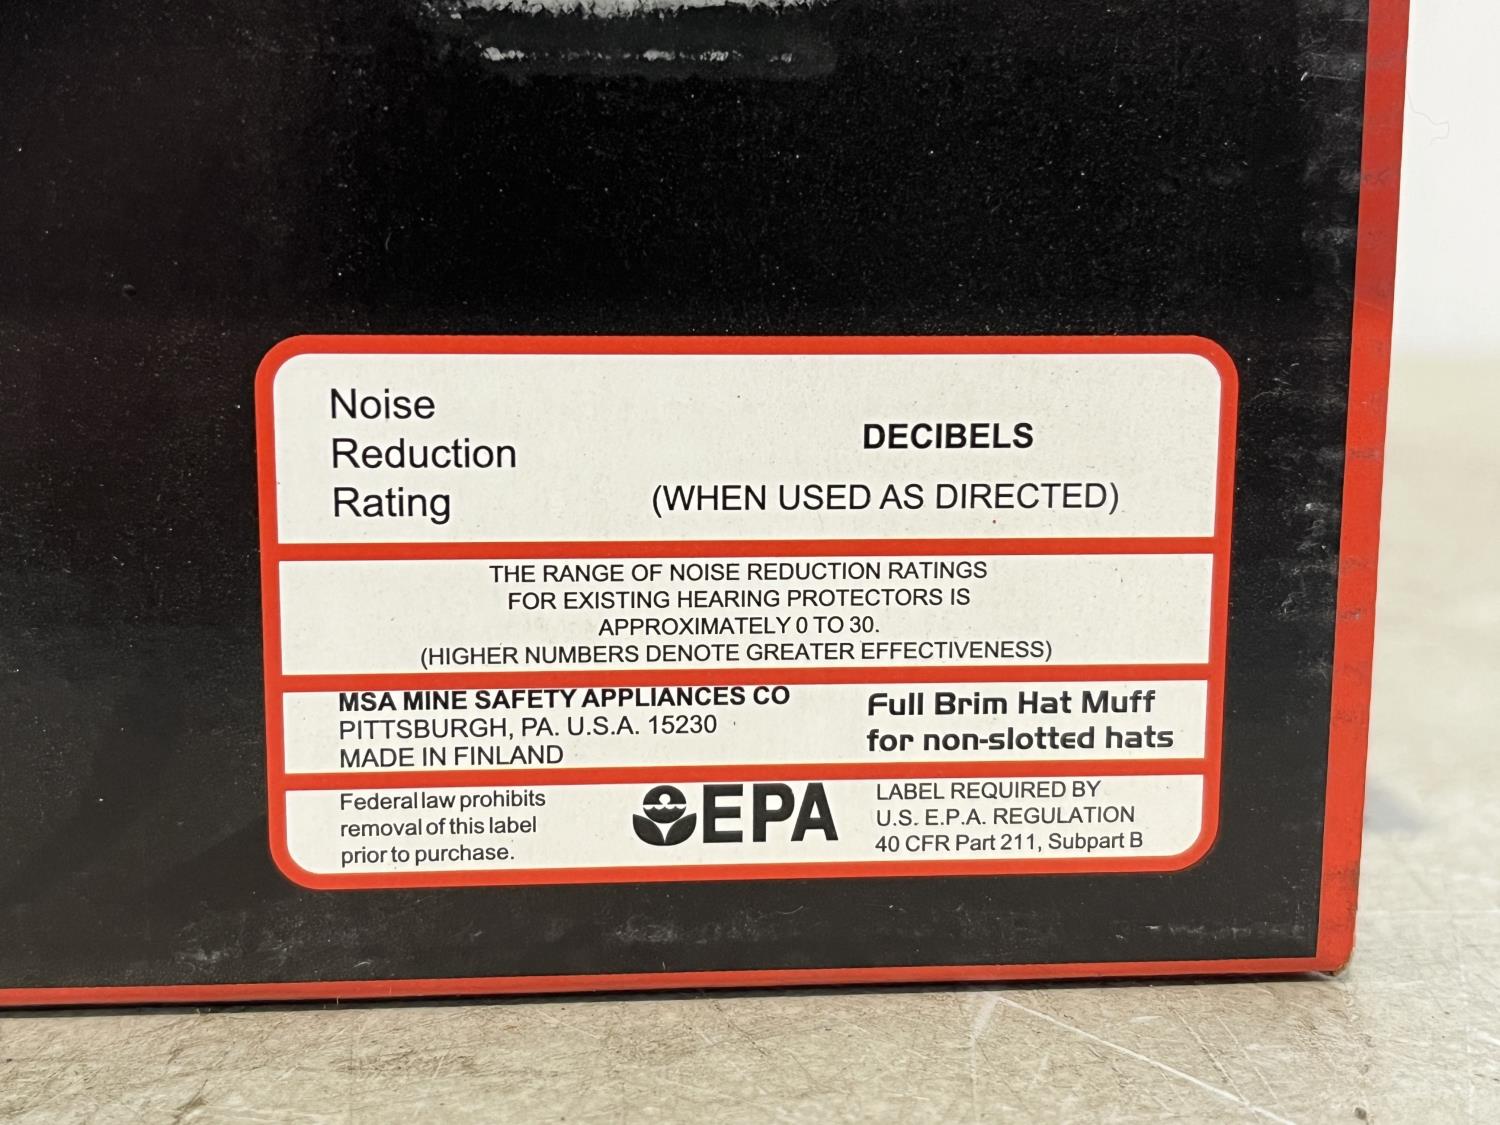 Noise
Reduction
Rating
DECIBELS
(WHEN USED AS DIRECTED)
THE RANGE OF NOISE REDUCTION RATINGS
FOR EXISTING HEARING PROTECTORS IS
APPROXIMATELY 0 TO 30.
(HIGHER NUMBERS DENOTE GREATER EFFECTIVENESS)
MSA MINE SAFETY APPLIANCES CO
PITTSBURGH, PA. U.S.A. 15230
MADE IN FINLAND
Full Brim Hat Muff
for non-slotted hats
Federal law prohibits
removal of this label
prior to purchase.
EPA
LABEL REQUIRED BY
U.S. E.P.A. REGULATION
40 CFR Part 211, Subpart B